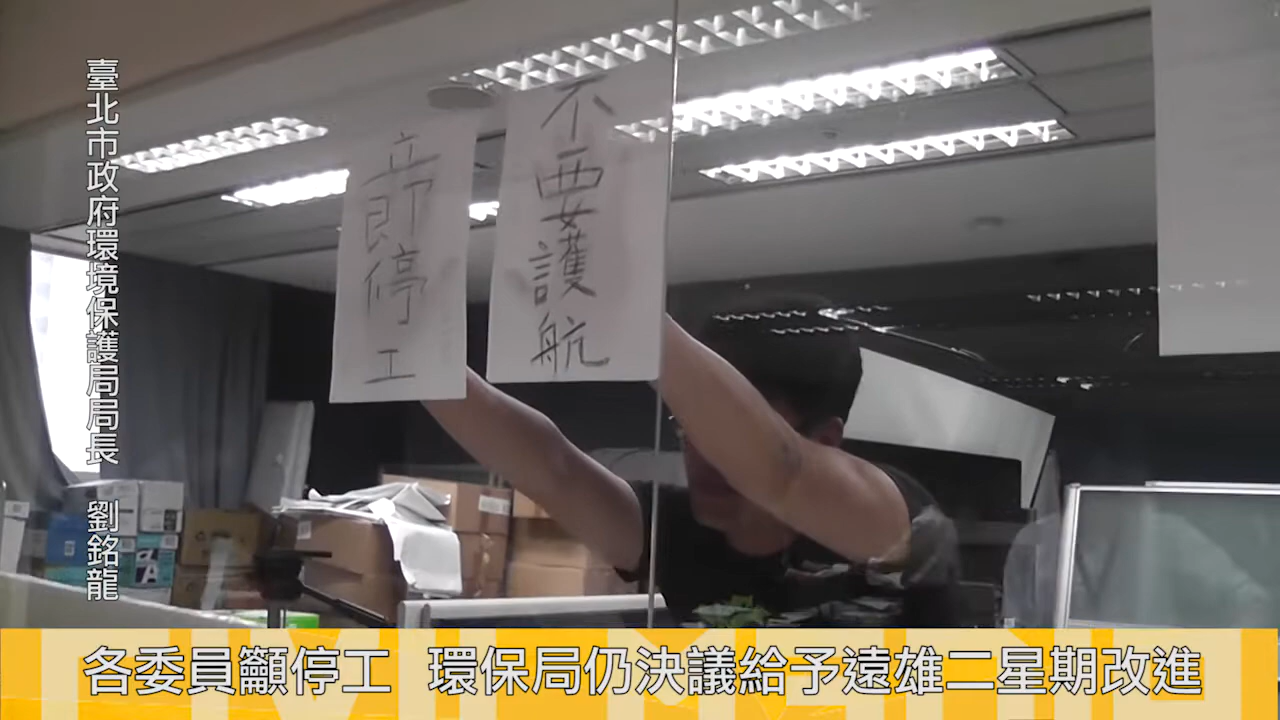 臺北市政府環境保護局局長 劉銘龍
立即停工
不要護航
各委員籲停工 環保局仍決議給予遠雄二星期改進